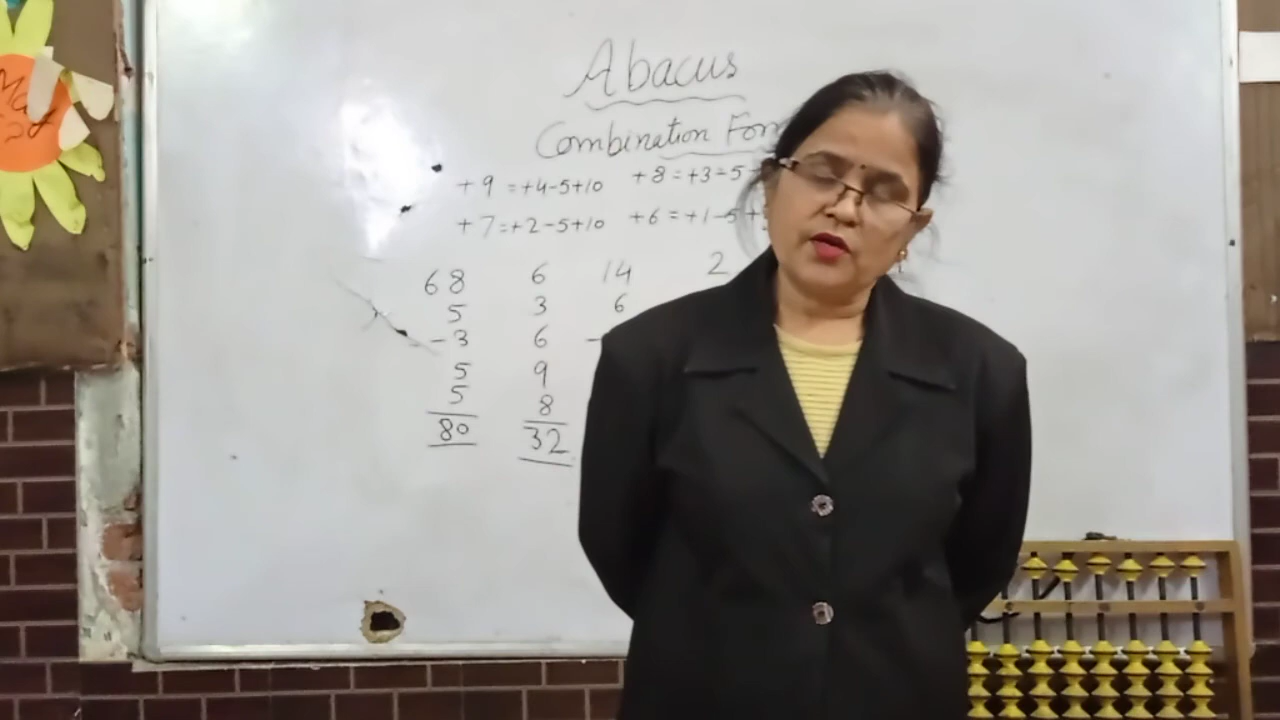 May
Abacus
Combination
+9 = +4-5+10 +8 = +3-5
+7 = +2-5+10 +6 = +1-5+
68 6 14 2
5 3 6
-3 6 -
5 9
5 8
80 32